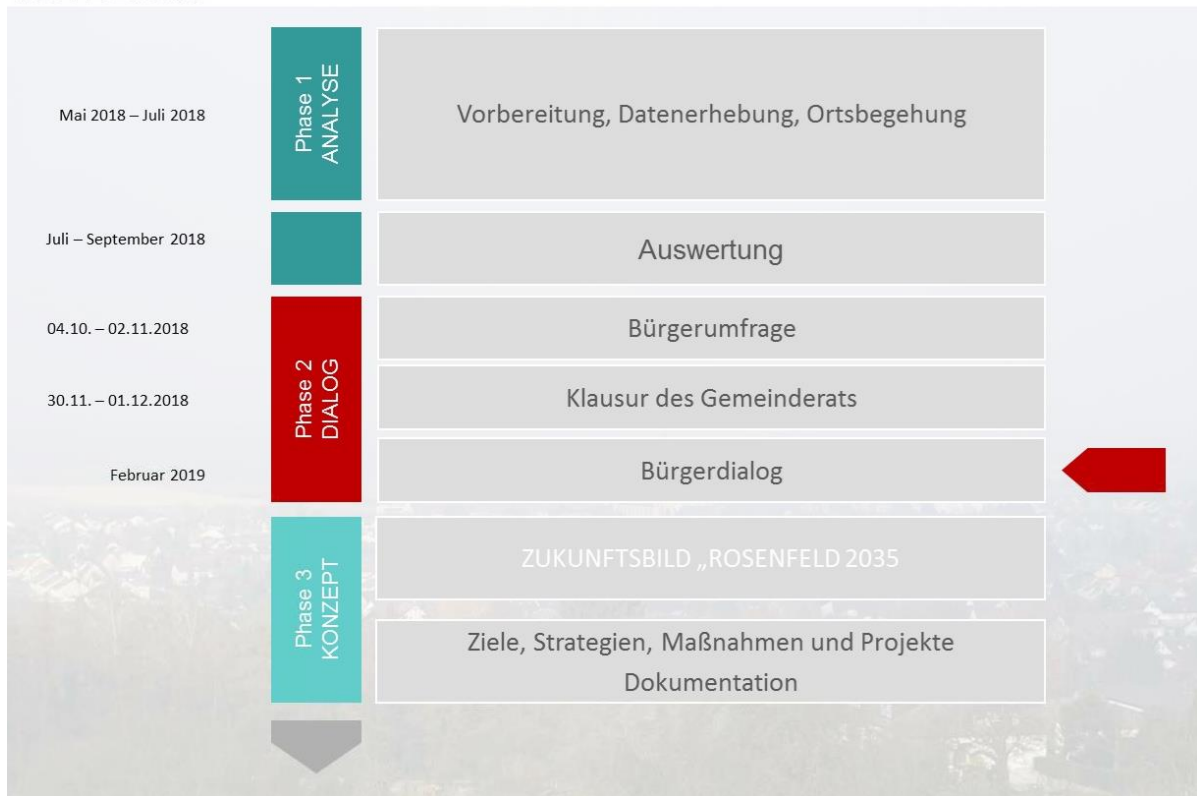 Mai 2018 – Juli 2018
Phase 1
ANALYSE
Vorbereitung, Datenerhebung, Ortsbegehung
Juli – September 2018
Auswertung
04.10. – 02.11.2018
Phase 2
DIALOG
Bürgerumfrage
30.11. – 01.12.2018
Klausur des Gemeinderats
Februar 2019
Bürgerdialog
Phase 3
KONZEPT
ZUKUNFTSBILD „ROSENFELD 2035
Ziele, Strategien, Maßnahmen und Projekte
Dokumentation